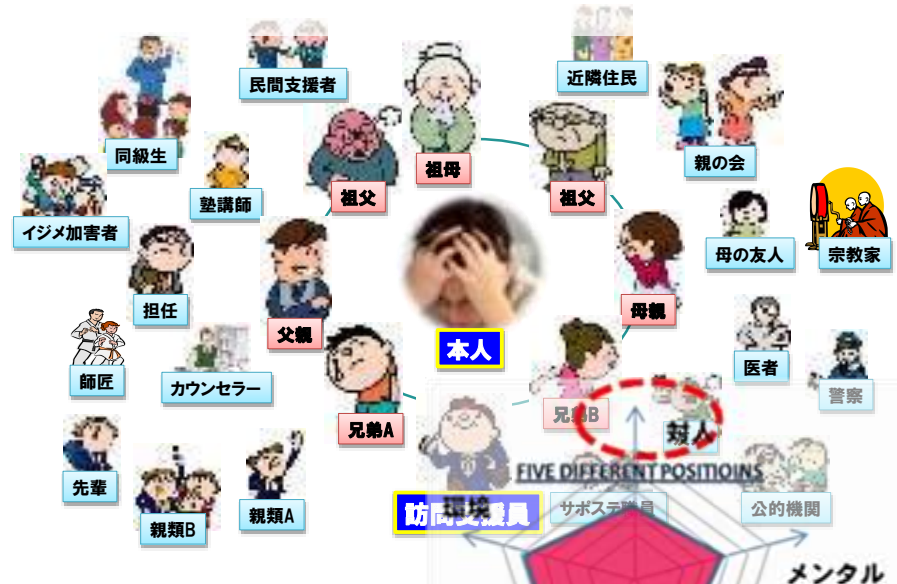 近隣住民
民間支援者
同級生
親の会
祖母
祖父
祖父
塾講師
イジメ加害者
母の友人
宗教家
担任
母親
父親
本人
医者
師匠
カウンセラー
警察
兄弟B
兄弟A
対人
FIVE DIFFERENT POSITIOINS
先輩
親類B
親類A
訪問支援員
環境
サポステ職員
公的機関
メンタル